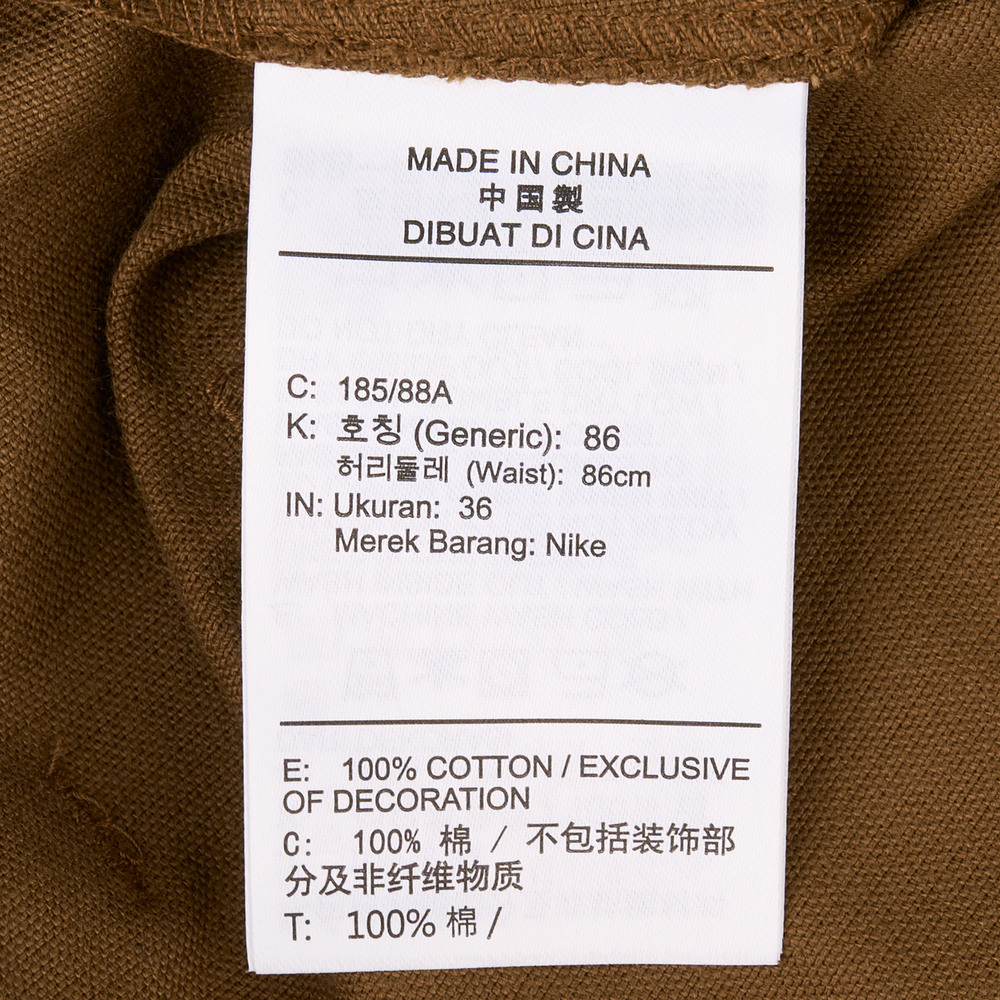 MADE IN CHINA
中国製
DIBUAT DI CINA
C: 185/88A
K: 호칭 (Generic): 86
허리둘레 (Waist): 86cm
IN: Ukuran: 36
Merek Barang: Nike
E: 100% COTTON / EXCLUSIVE
OF DECORATION
C: 100% 棉 / 不包括装饰部
分及非纤维物质
T: 100% 棉 /